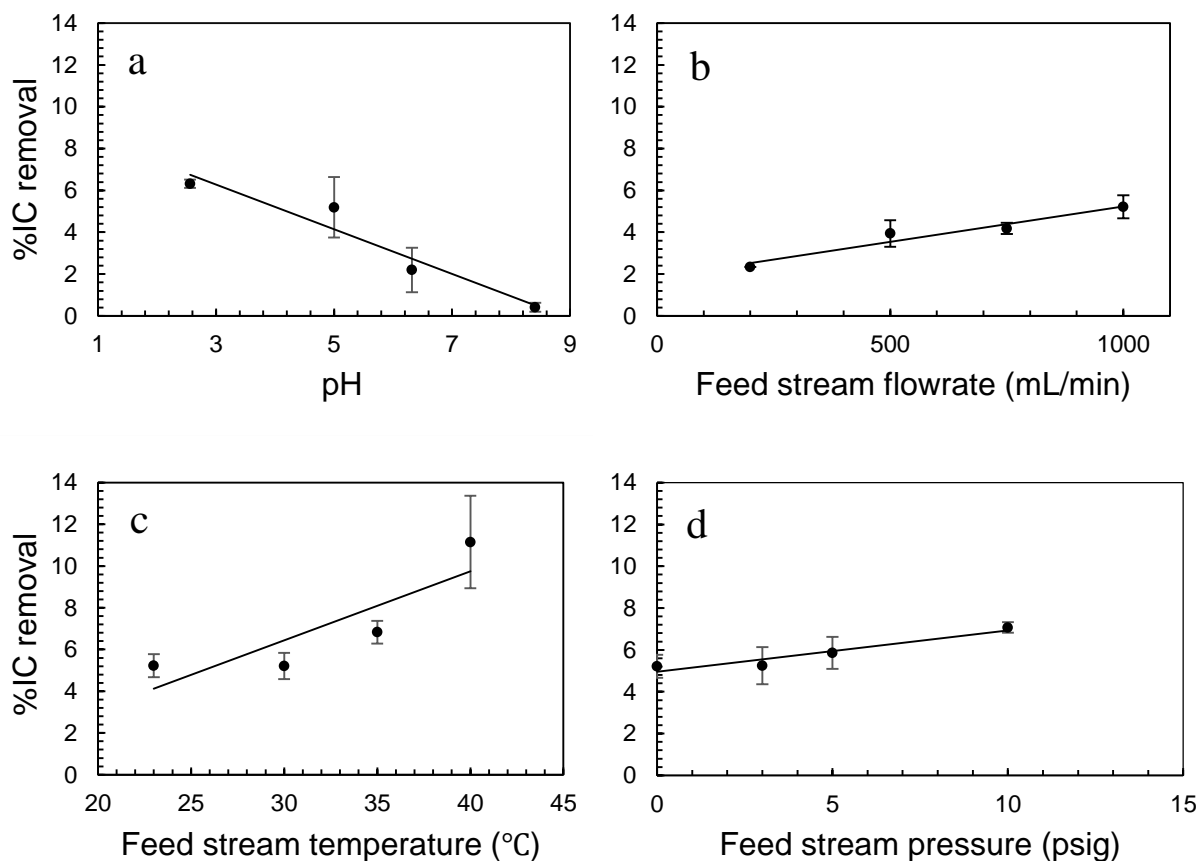 a
%IC removal
14
12
10
8
6
4
2
0
1 3 5 7 9
pH
b
14
12
10
8
6
4
2
0
0 500 1000
Feed stream flowrate (mL/min)
c
%IC removal
14
12
10
8
6
4
2
0
20 25 30 35 40 45
Feed stream temperature (℃)
d
14
12
10
8
6
4
2
0
0 5 10 15
Feed stream pressure (psig)